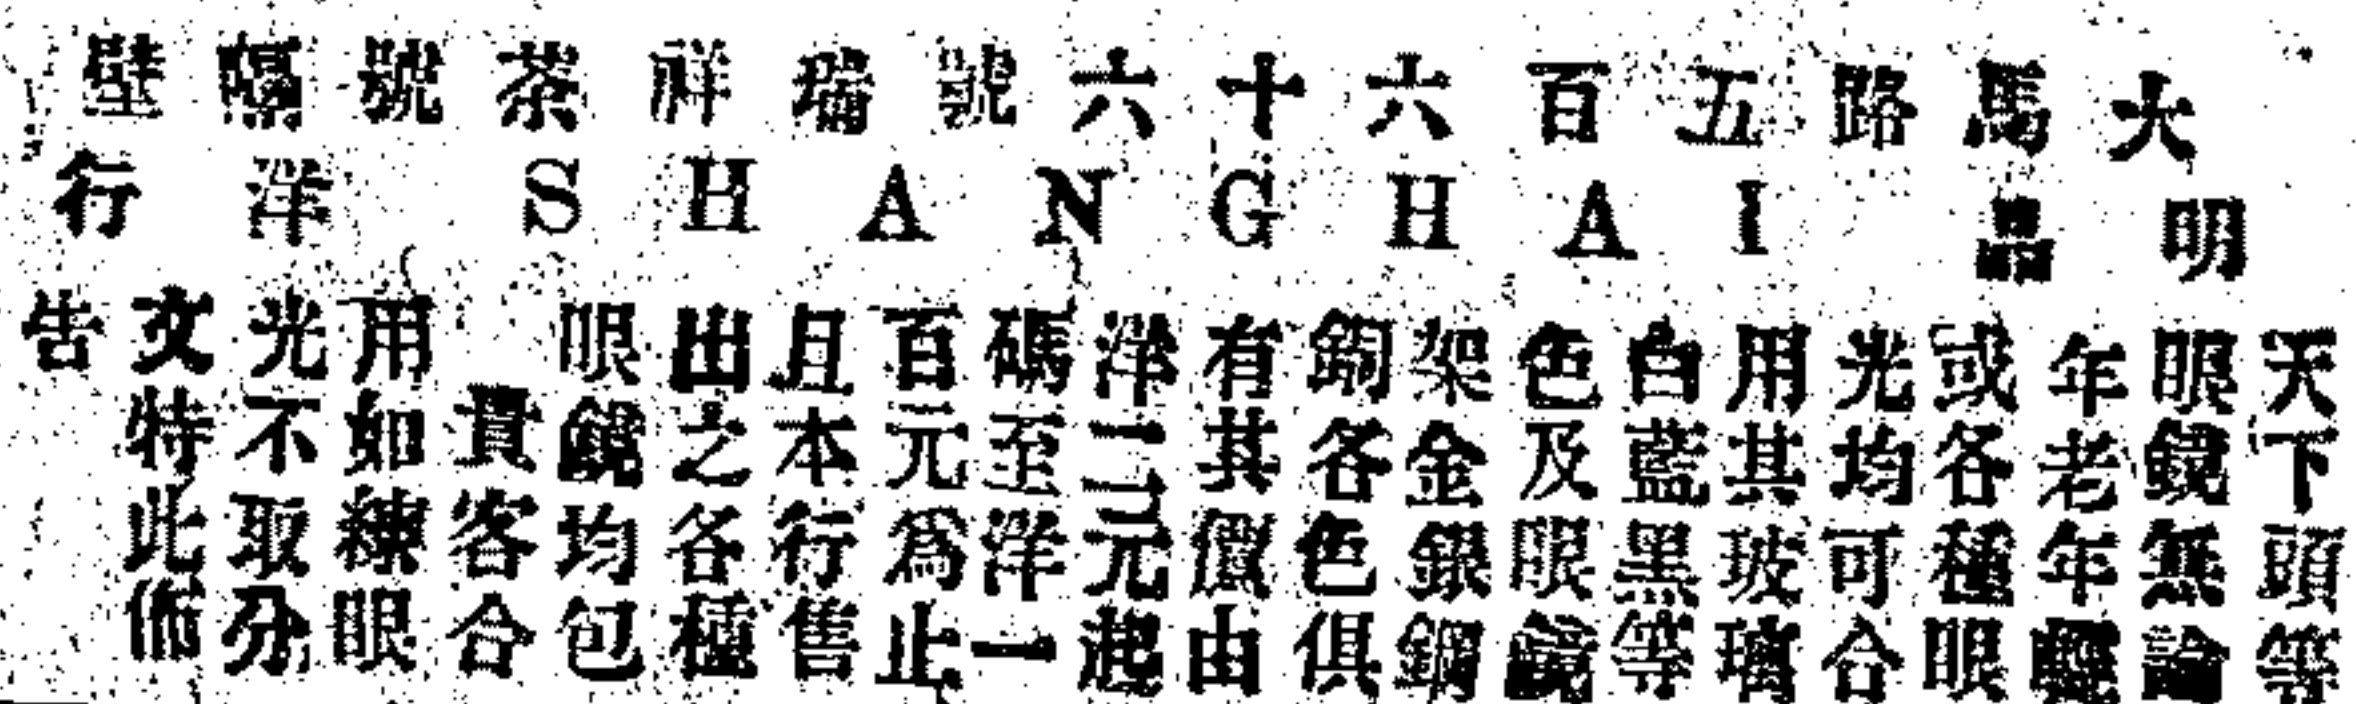 大馬路五百六十六號瑞祥茶號隔壁
明晶 SHANGHAI 洋行
天下頭等
眼鏡無論
年老年輕
或各種眼
光均可合
用其玻璃
白藍黑等
色及眼鏡
架金銀鋼
銅各色俱
有其價由
洋一二元起
碼至洋一
百元為止
且本行售
出之各種
眼鏡均包
貴客合
用如練眼
光不取分
文特此佈
告